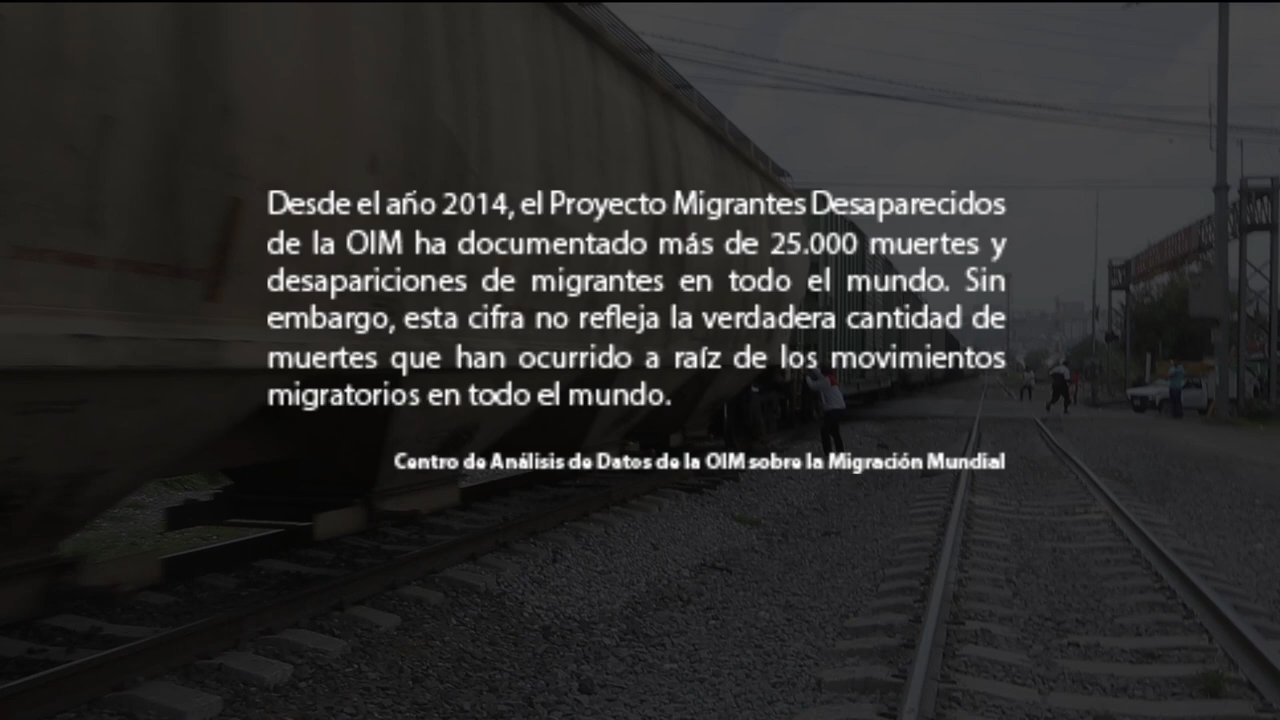 Desde el año 2014, el Proyecto Migrantes Desaparecidos
de la OIM ha documentado más de 25.000 muertes y
desapariciones de migrantes en todo el mundo. Sin
embargo, esta cifra no refleja la verdadera cantidad de
muertes que han ocurrido a raíz de los movimientos
migratorios en todo el mundo.
Centro de Análisis de Datos de la OIM sobre la Migración Mundial